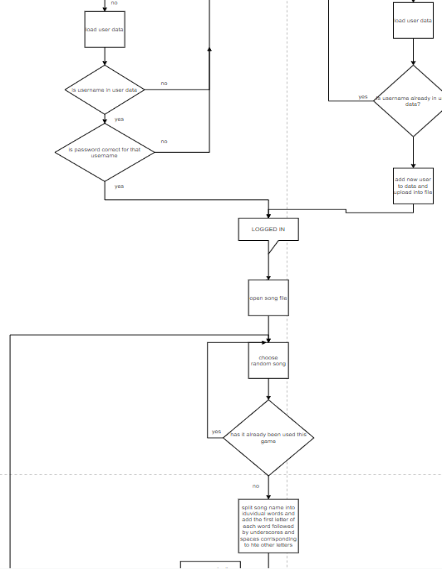 no
load user data
is username in user data
no
yes
is password correct for that
username
no
yes
load user data
yes
is username already in u
data?
add new user
to data and
upload into file
LOGGED IN
open song file
choose
random song
yes
has it already been used this
game
no
split song name into
iduvidual words and
add the first letter of
each word followed
by underscores and
spaces corrisponding
to hte other letters